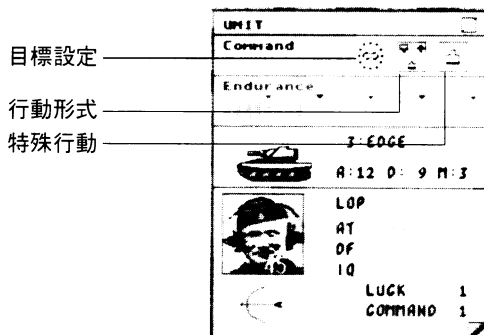 UNIT
Command
目標設定
Endurance
行動形式
特殊行動
3:EDGE
A:12 D: 9 M:3
LOP
AT
DF
IQ
LUCK 1
COMMAND 1